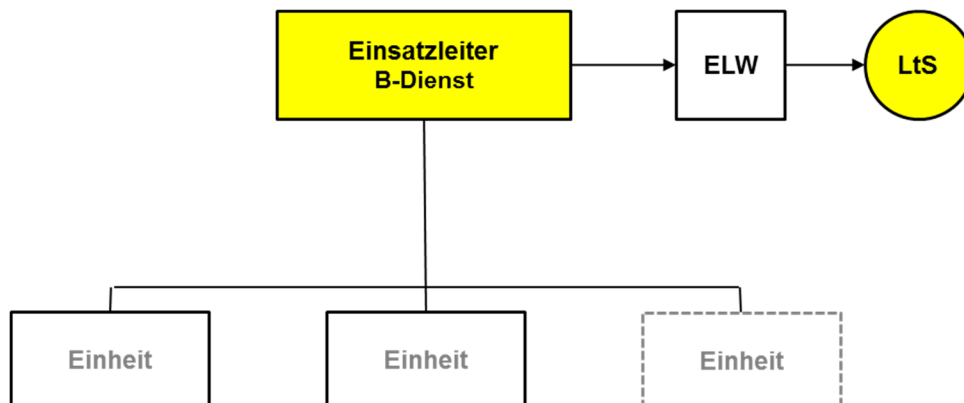 Einsatzleiter
B-Dienst
ELW
LtS
Einheit
Einheit
Einheit